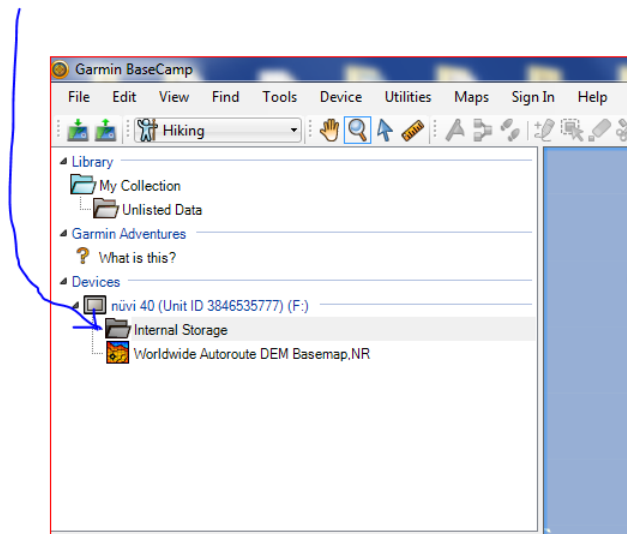 Garmin BaseCamp
File Edit View Find Tools Device Utilities Maps Sign In Help
Hiking
Library
My Collection
Unlisted Data
Garmin Adventures
? What is this?
Devices
nüvi 40 (Unit ID 3846535777) (F:)
Internal Storage
Worldwide Autoroute DEM Basemap,NR